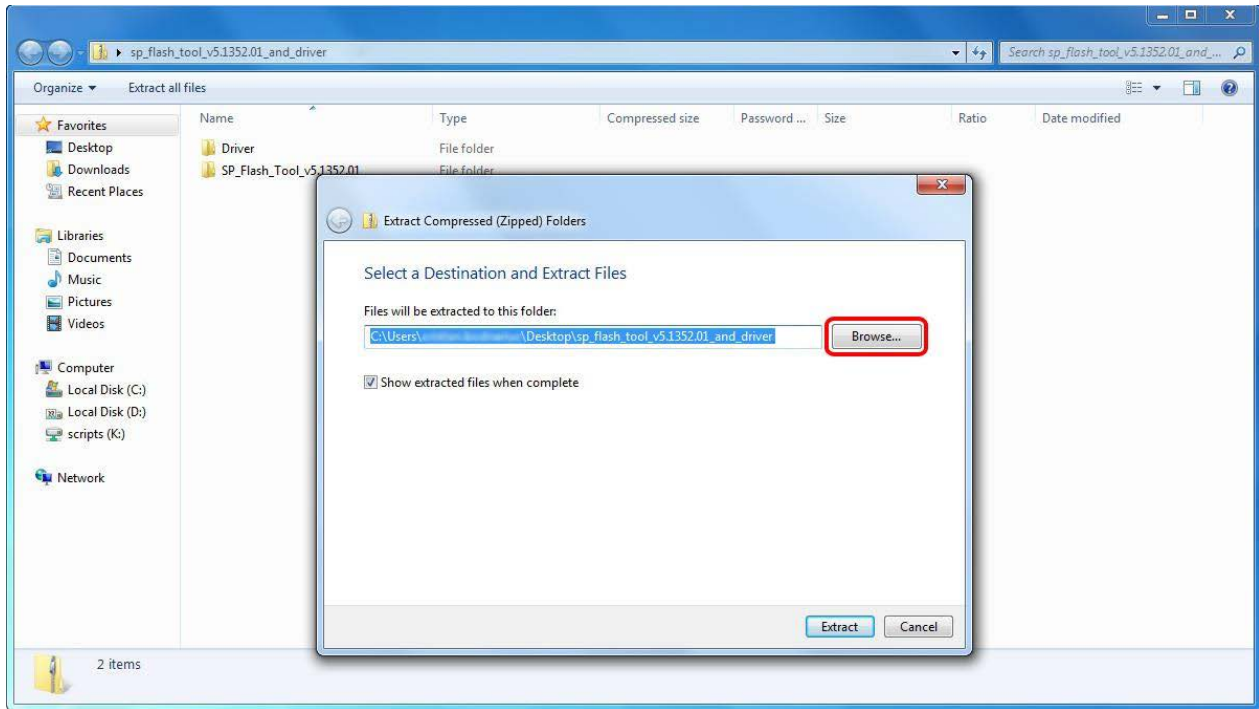 sp_flash_tool_v5.1352.01_and_driver
Search sp_flash_tool_v5.1352.01_and_...
Organize
Extract all files
Favorites
Desktop
Downloads
Recent Places
Libraries
Documents
Music
Pictures
Videos
Computer
Local Disk (C:)
Local Disk (D:)
scripts (K:)
Network
Name Type Compressed size Password ... Size Ratio Date modified
Driver File folder
SP_Flash_Tool_v5.1352.01 File folder
Extract Compressed (Zipped) Folders
Select a Destination and Extract Files
Files will be extracted to this folder:
C:\Users\ \Desktop\sp_flash_tool_v5.1352.01_and_driver
Browse...
Show extracted files when complete
Extract Cancel
2 items